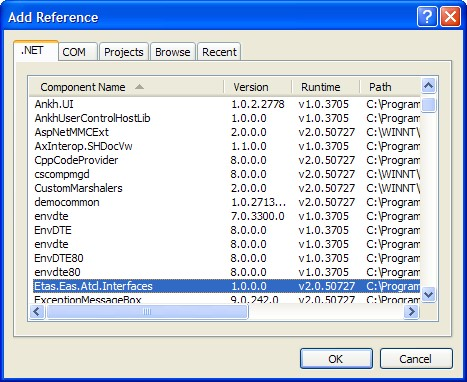 Add Reference
.NET COM Projects Browse Recent
Component Name Version Runtime Path
Ankh.UI 1.0.2.2778 v1.0.3705 C:\Program
AnkhUserControlHostLib 1.0.0.0 v1.0.3705 C:\Program
AspNetMMCExt 2.0.0.0 v2.0.50727 C:\WINNT\
AxInterop.SHDocVw 1.1.0.0 v1.0.3705 C:\Program
CppCodeProvider 8.0.0.0 v2.0.50727 C:\Program
cscompmgd 8.0.0.0 v2.0.50727 C:\WINNT\
CustomMarshalers 2.0.0.0 v2.0.50727 C:\WINNT\
democommon 1.0.2713... v2.0.50727 C:\Program
envdte 7.0.3300.0 v1.0.3705 C:\Program
EnvDTE 8.0.0.0 v1.0.3705 C:\Program
envdte 8.0.0.0 v1.0.3705 C:\Program
EnvDTE80 8.0.0.0 v1.0.3705 C:\Program
envdte80 8.0.0.0 v1.0.3705 C:\Program
Etas.Eas.Atcl.Interfaces 1.0.0.0 v2.0.50727 C:\Program
ExceptionMessageBox 9.0.242.0 v2.0.50727 C:\Program
OK Cancel